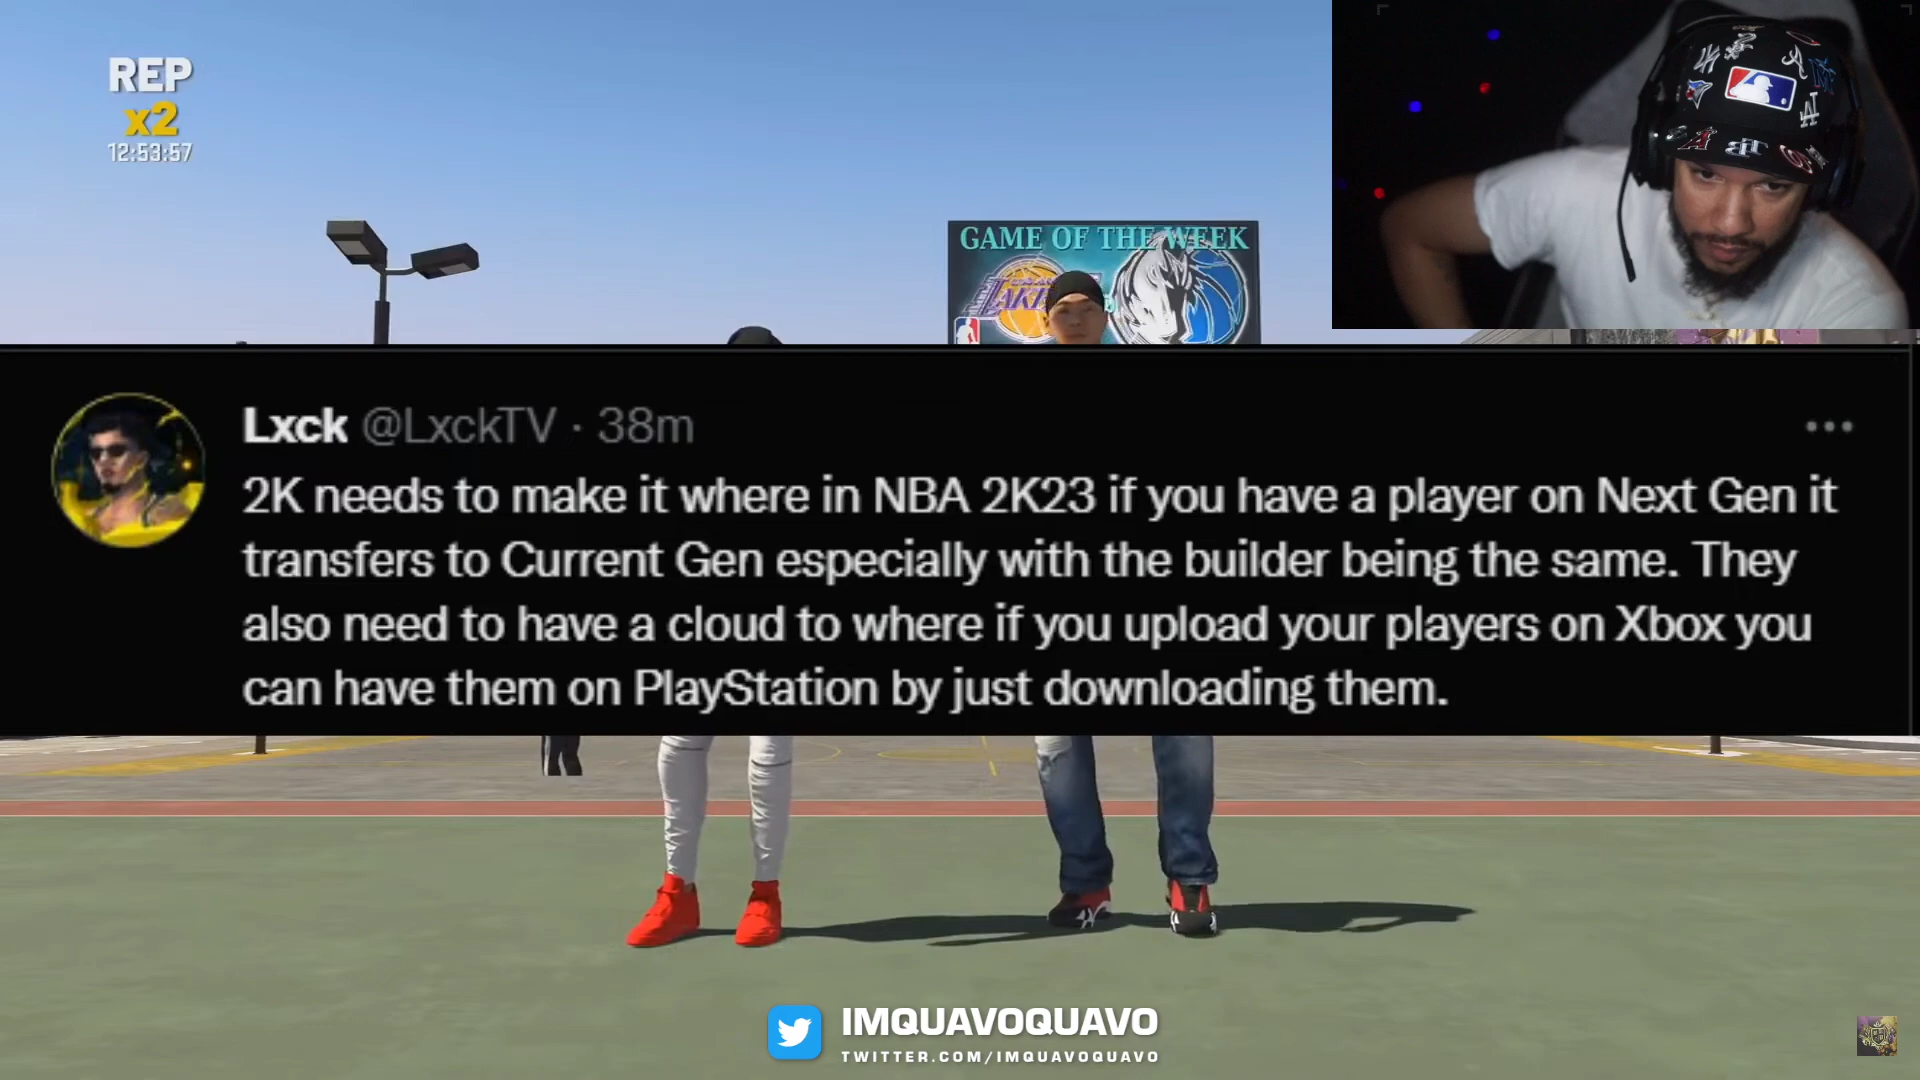 REP
x2
12:53:57
GAME OF THE WEEK
Lxck @LxckTV · 38m
2K needs to make it where in NBA 2K23 if you have a player on Next Gen it
transfers to Current Gen especially with the builder being the same. They
also need to have a cloud to where if you upload your players on Xbox you
can have them on PlayStation by just downloading them.
IMQUAVOQUAVO
TWITTER.COM/IMQUAVOQUAVO